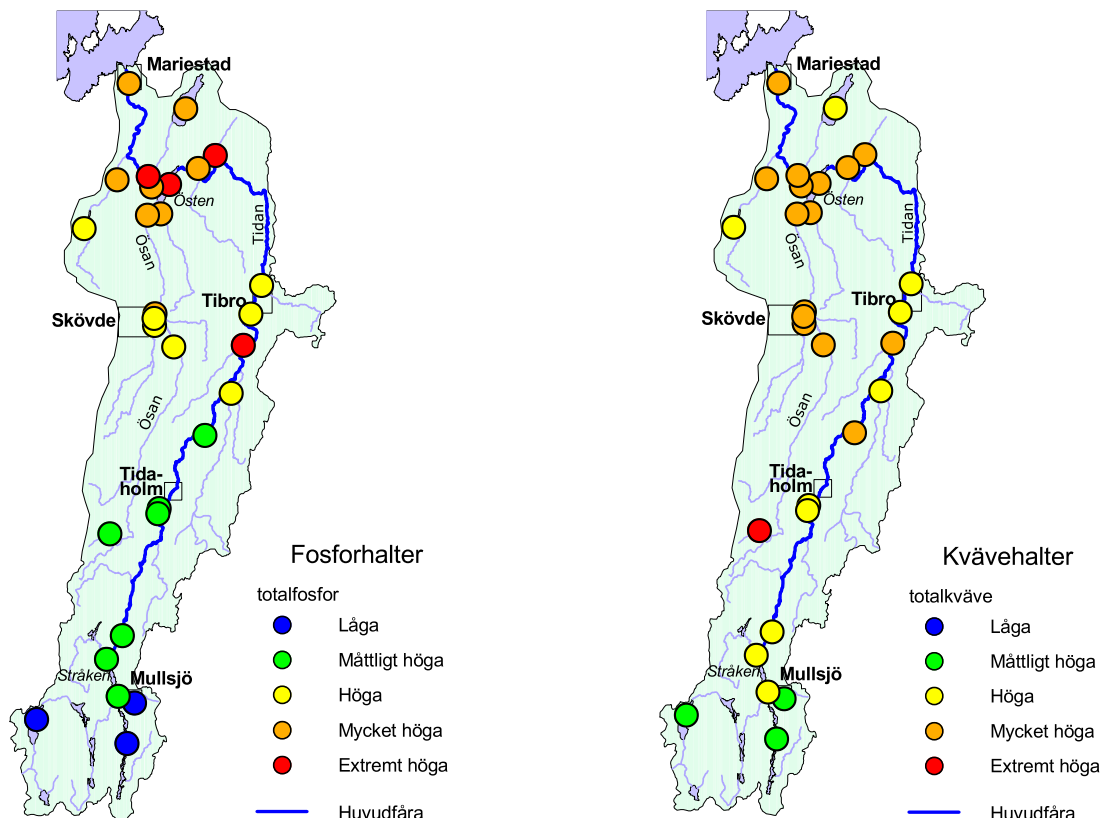 Mariestad
Östen
Tidan
Ösan
Tibro
Skövde
Ösan
Tida-
holm
Fosforhalter
totalfosfor
Låga
Måttligt höga
Höga
Mycket höga
Extremt höga
Huvudfåra
Stråken
Mullsjö
Mariestad
Östen
Tidan
Ösan
Tibro
Skövde
Ösan
Tida-
holm
Kvävehalter
totalkväve
Låga
Måttligt höga
Höga
Mycket höga
Extremt höga
Huvudfåra
Stråken
Mullsjö